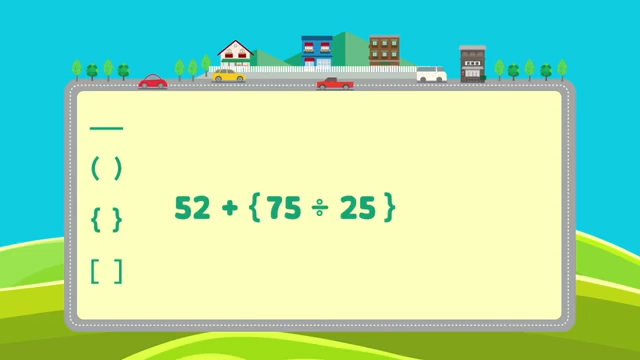 —
( )
{ }
52 + { 75 ÷ 25 }
[ ]